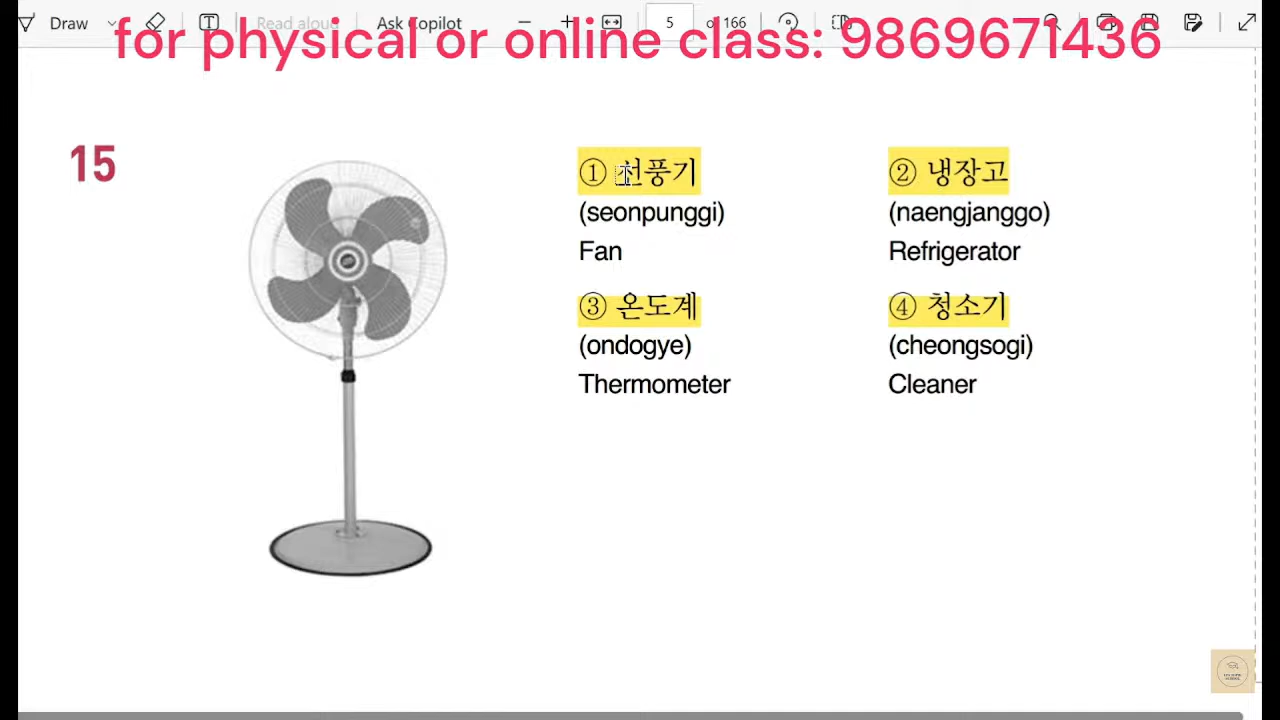 Draw
Read aloud
Ask Copilot
5 of 166
for physical or online class: 9869671436
15
① 선풍기
(seonpunggi)
Fan
② 냉장고
(naengjanggo)
Refrigerator
③ 온도계
(ondogye)
Thermometer
④ 청소기
(cheongsogi)
Cleaner